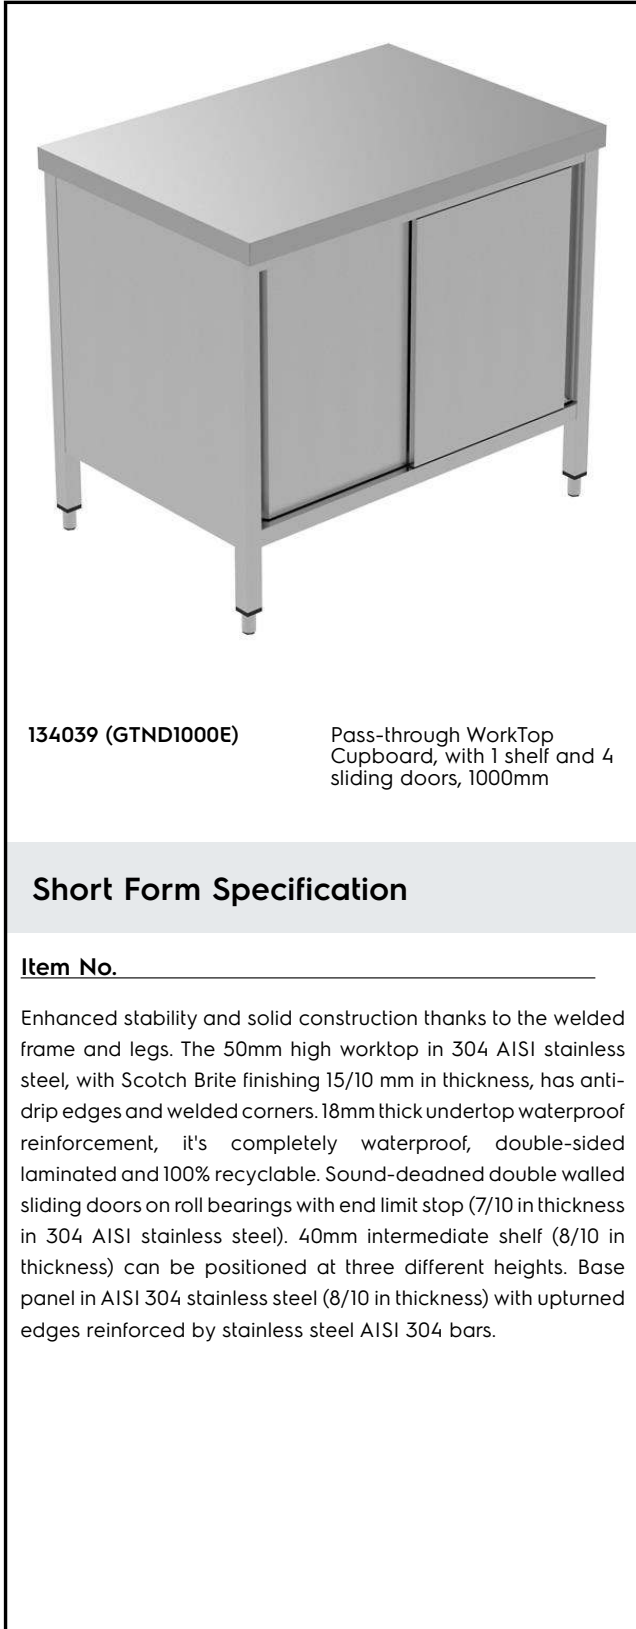 134039 (GTND1000E)
Pass-through WorkTop
Cupboard, with 1 shelf and 4
sliding doors, 1000mm
Short Form Specification
Item No.
Enhanced stability and solid construction thanks to the welded
frame and legs. The 50mm high worktop in 304 AISI stainless
steel, with Scotch Brite finishing 15/10 mm in thickness, has anti-
drip edges and welded corners. 18mm thick undertop waterproof
reinforcement, it's completely waterproof, double-sided
laminated and 100% recyclable. Sound-deadned double walled
sliding doors on roll bearings with end limit stop (7/10 in thickness
in 304 AISI stainless steel). 40mm intermediate shelf (8/10 in
thickness) can be positioned at three different heights. Base
panel in AISI 304 stainless steel (8/10 in thickness) with upturned
edges reinforced by stainless steel AISI 304 bars.